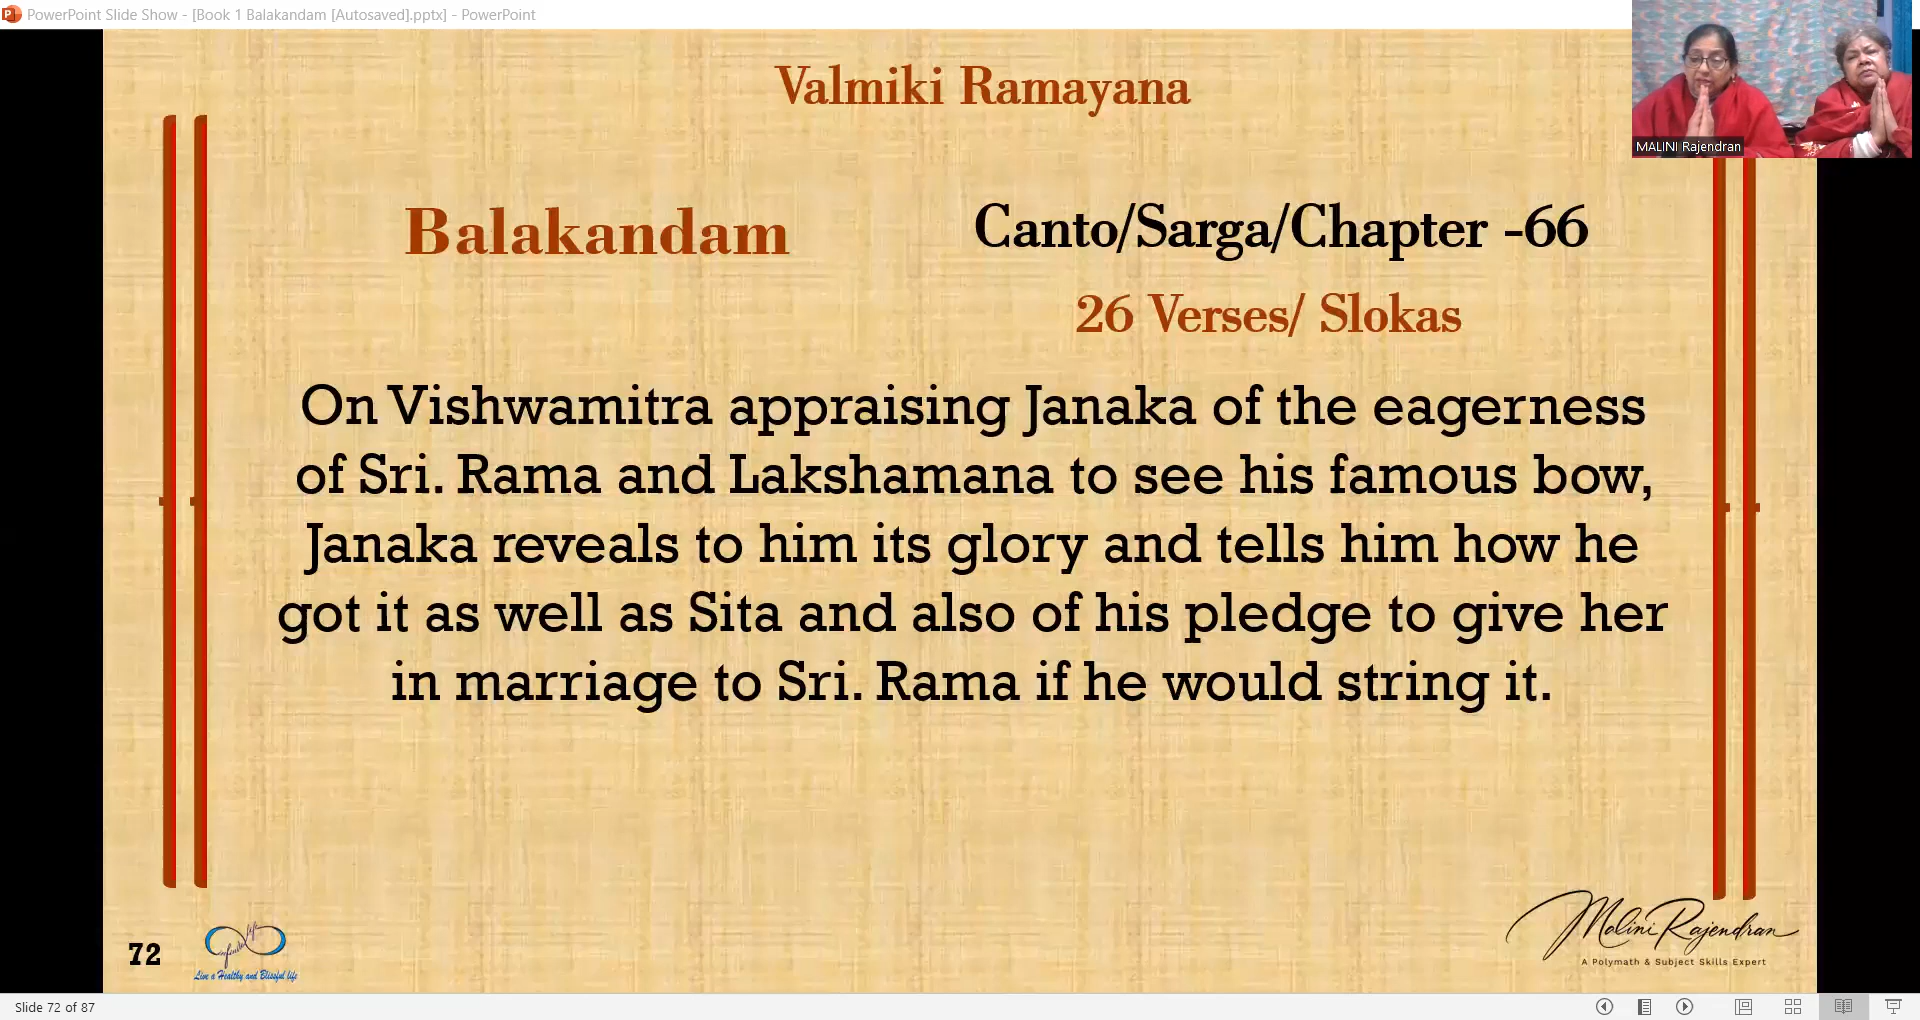 PowerPoint Slide Show - [Book 1 Balakandam [Autosaved].pptx] - PowerPoint
MALINI Rajendran
Valmiki Ramayana
Balakandam
Canto/Sarga/Chapter -66
26 Verses/ Slokas
On Vishwamitra appraising Janaka of the eagerness
of Sri. Rama and Lakshamana to see his famous bow,
Janaka reveals to him its glory and tells him how he
got it as well as Sita and also of his pledge to give her
in marriage to Sri. Rama if he would string it.
72
Live a Healthy and Blissful life
Malini Rajendran
A Polymath & Subject Skills Expert
Slide 72 of 87